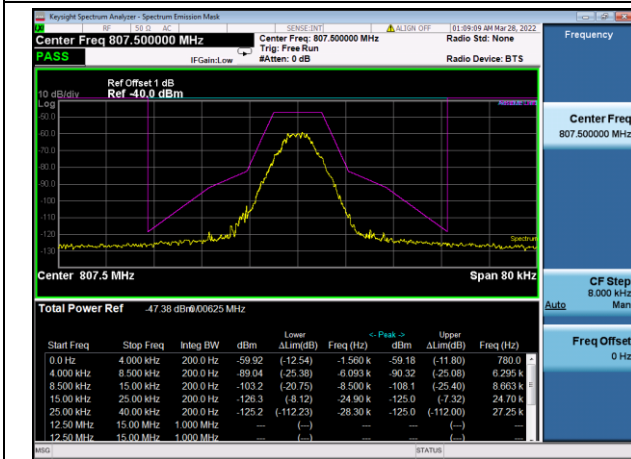 Keysight Spectrum Analyzer - Spectrum Emission Mask
RF 50 Ω AC SENSE:INT ALIGN OFF 01:09:09 AM Mar 28, 2022
Center Freq 807.500000 MHz
Center Freq: 807.500000 MHz
Radio Std: None
Trig: Free Run
PASS
IFGain:Low
#Atten: 0 dB
Radio Device: BTS
Frequency
Ref Offset 1 dB
10 dB/div Ref -40.0 dBm
Log
-50.0
-60.0
-70.0
-80.0
-90.0
-100
-110
-120
-130
Spectrum
Center 807.5 MHz Span 80 kHz
Center Freq
807.500000 MHz
CF Step
8.000 kHz
Auto Man
Freq Offset
0 Hz
Total Power Ref -47.38 dBm/0.00625 MHz
Lower <- Peak -> Upper
Start Freq Stop Freq Integ BW dBm ΔLim(dB) Freq (Hz) dBm ΔLim(dB) Freq (Hz)
0.0 Hz 4.000 kHz 200.0 Hz -59.92 (-12.54) -1.560 k -59.18 (-11.80) 780.0
4.000 kHz 8.500 kHz 200.0 Hz -89.04 (-25.38) -6.093 k -90.32 (-25.08) 6.295 k
8.500 kHz 15.00 kHz 200.0 Hz -103.2 (-20.75) -8.500 k -108.1 (-25.40) 8.663 k
15.00 kHz 25.00 kHz 200.0 Hz -126.3 (-8.12) -24.90 k -125.0 (-7.32) 24.70 k
25.00 kHz 40.00 kHz 200.0 Hz -125.2 (-112.23) -28.30 k -125.0 (-112.00) 27.25 k
12.50 MHz 15.00 MHz 1.000 MHz --- (---) --- --- (---) ---
12.50 MHz 15.00 MHz 1.000 MHz --- (---) --- --- (---) ---
MSG STATUS